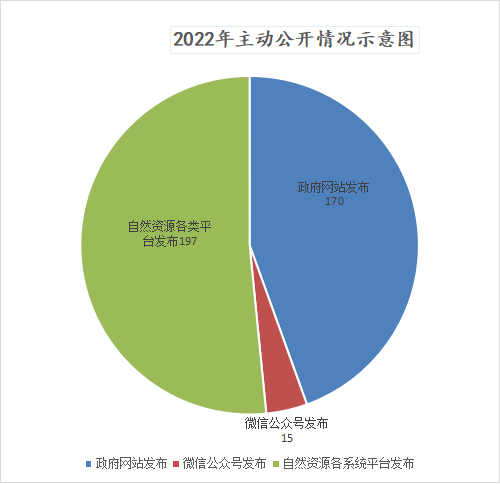 2022年主动公开情况示意图
政府网站发布
170
自然资源各类平
台发布197
微信公众号发布
15
政府网站发布 微信公众号发布 自然资源各系统平台发布